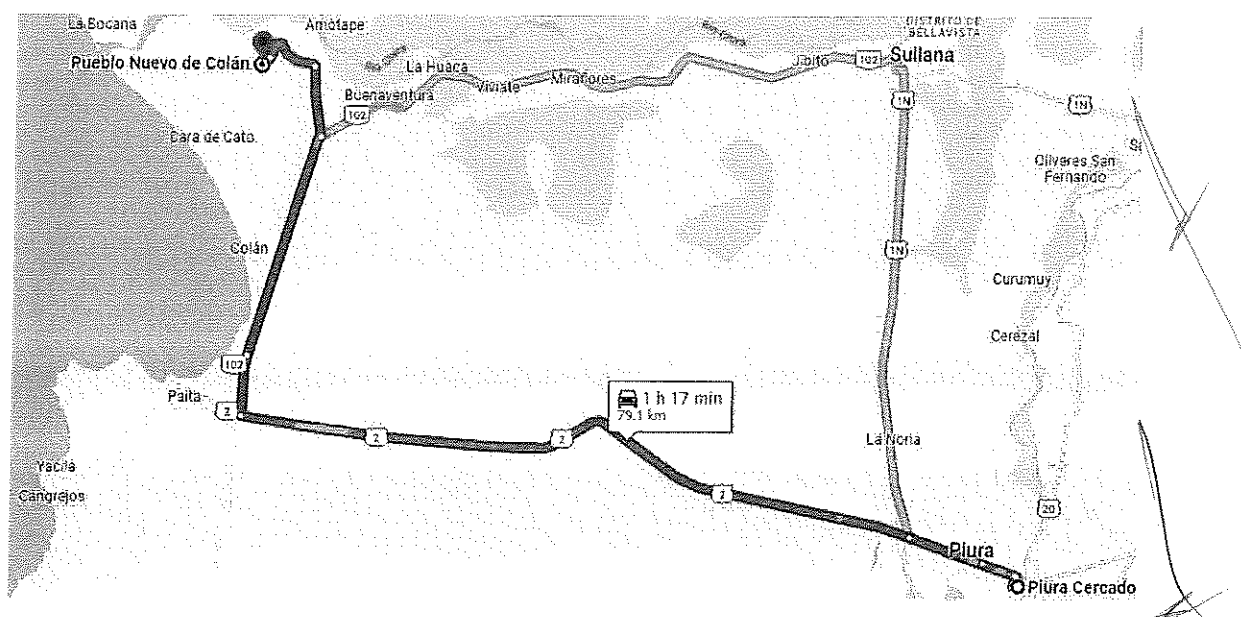 La Bocana
Amotape
DISTRITO DE
BELLAVISTA
Pueblo Nuevo de Colán
La Huaca
Viviate
Miraflores
Jibito
102
Sullana
Buenaventura
102
1N
1N
Cara de Cato.
Olivares San
Fernando
Colán
1N
Curumuy
Cerezal
102
Paita
2
1 h 17 min
79.1 km
2
2
La Noria
Yacila
Cangrejos
2
20
Piura
Piura Cercado